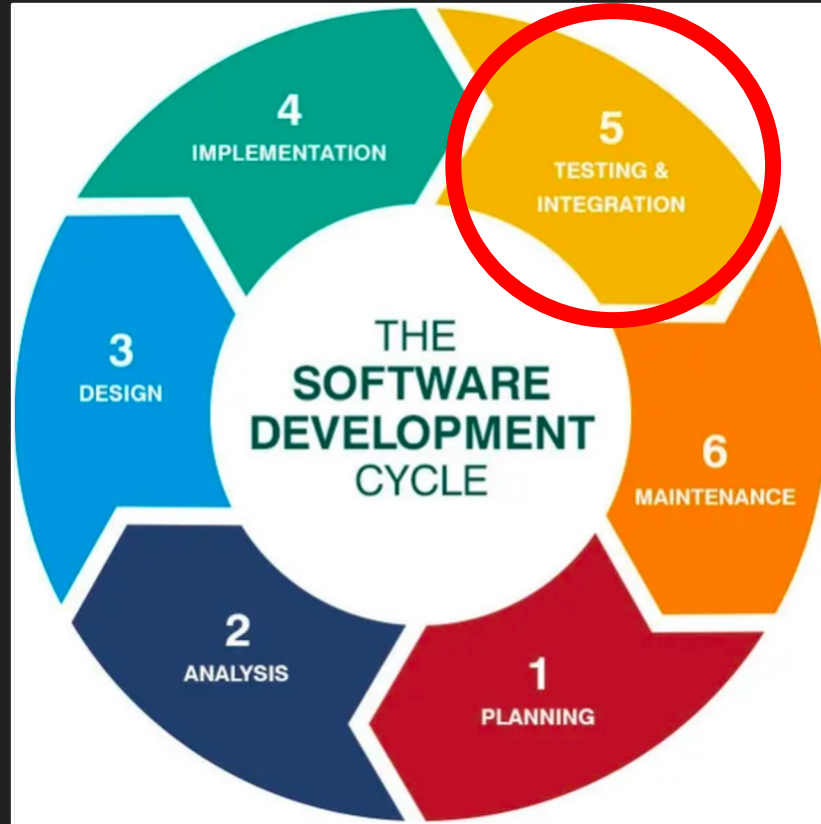 THE
SOFTWARE
DEVELOPMENT
CYCLE
1
PLANNING
2
ANALYSIS
3
DESIGN
4
IMPLEMENTATION
5
TESTING &
INTEGRATION
6
MAINTENANCE